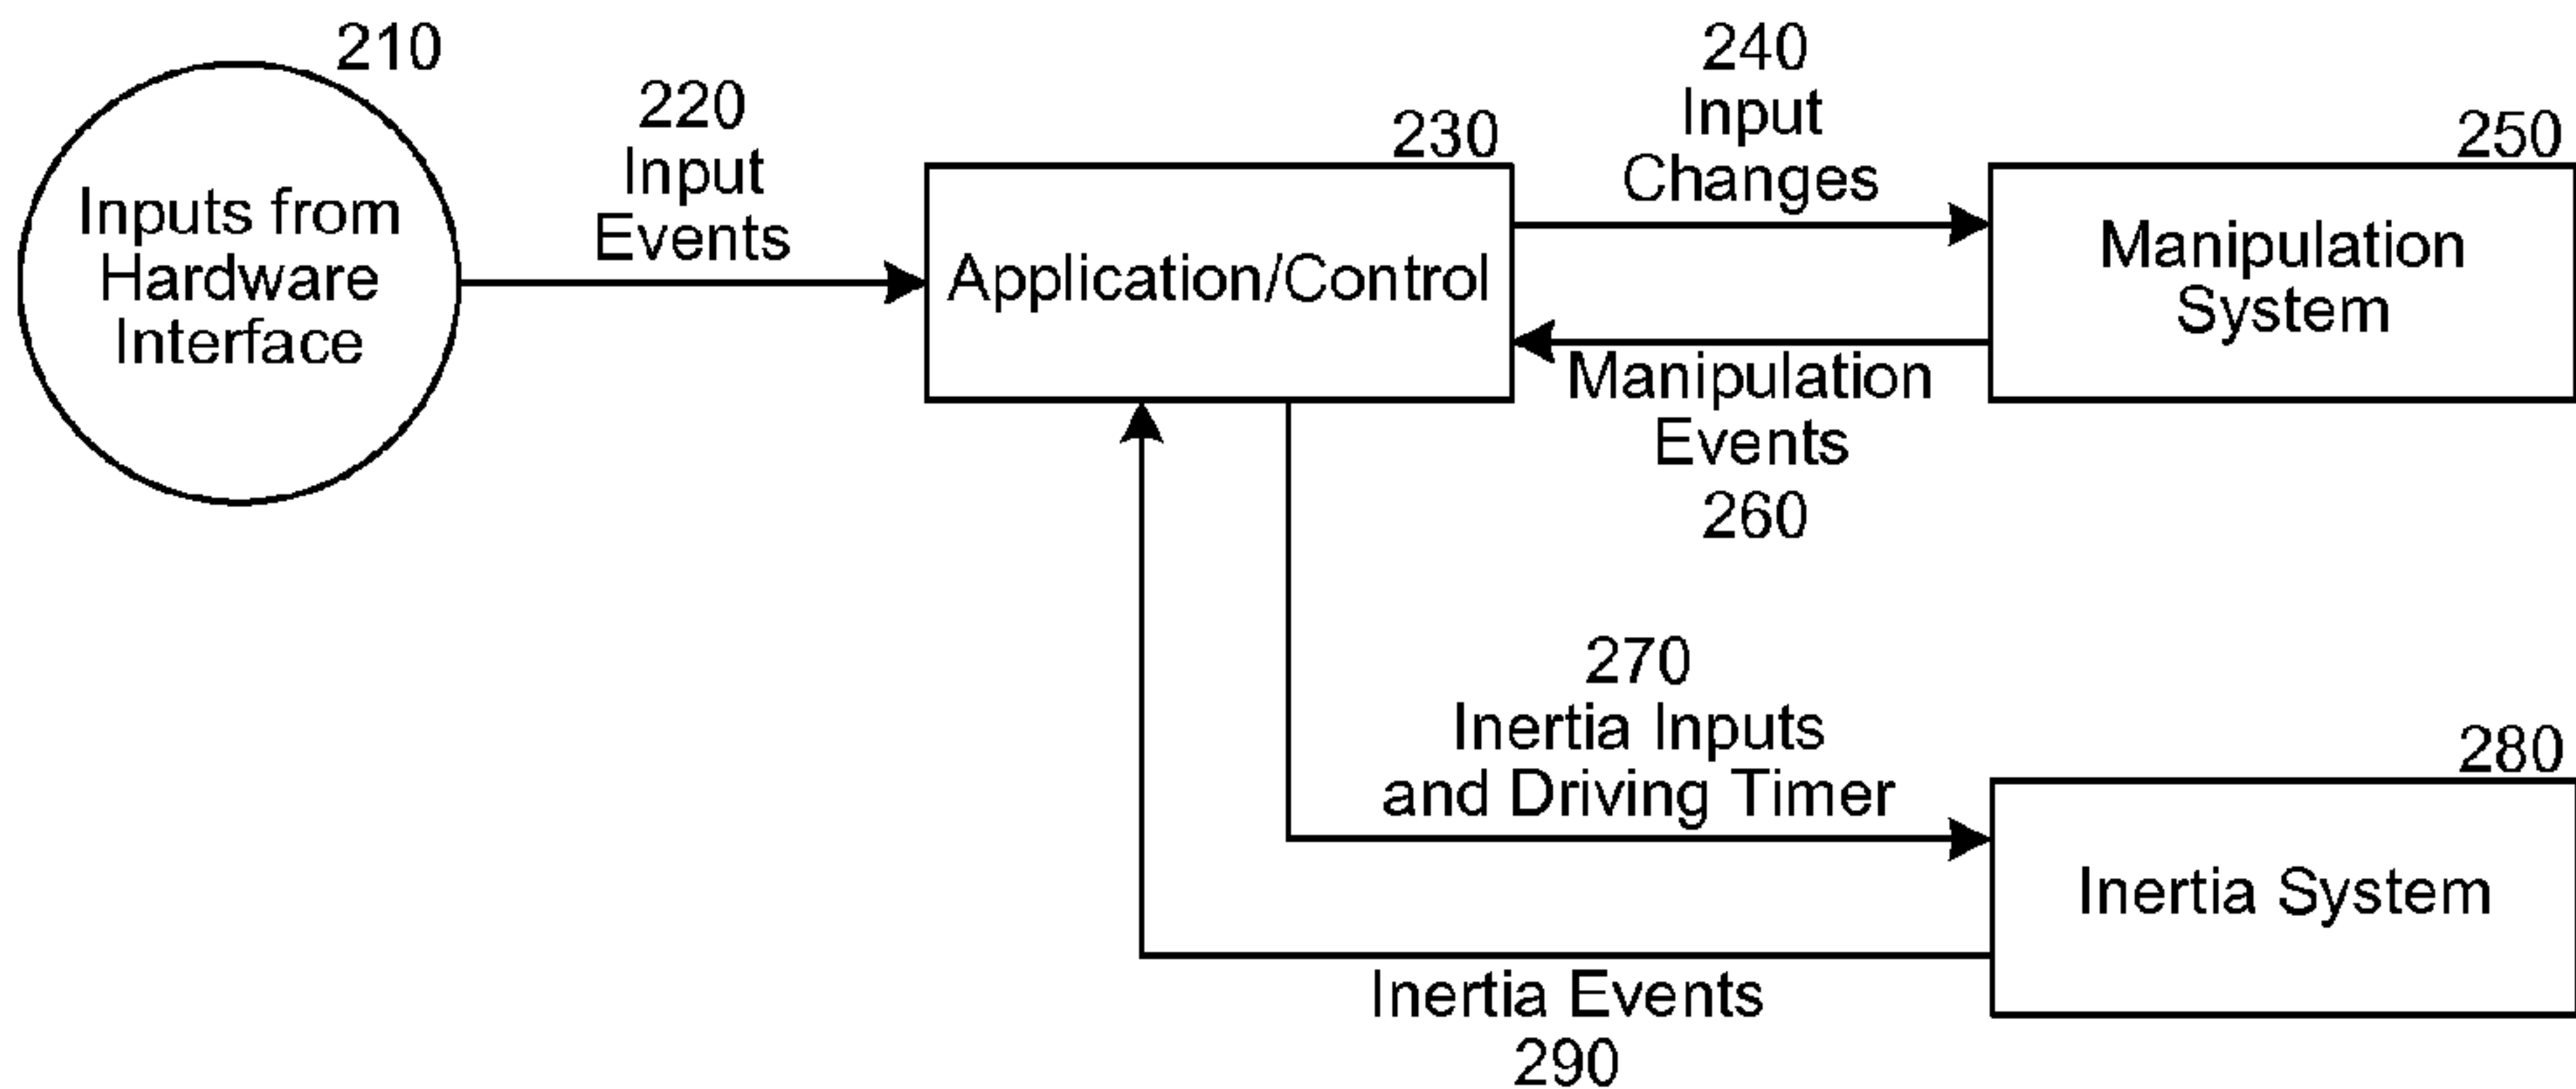 210
Inputs from
Hardware
Interface
220
Input
Events
230
Application/Control
240
Input
Changes
250
Manipulation
System
Manipulation
Events
260
270
Inertia Inputs
and Driving Timer
280
Inertia System
Inertia Events
290